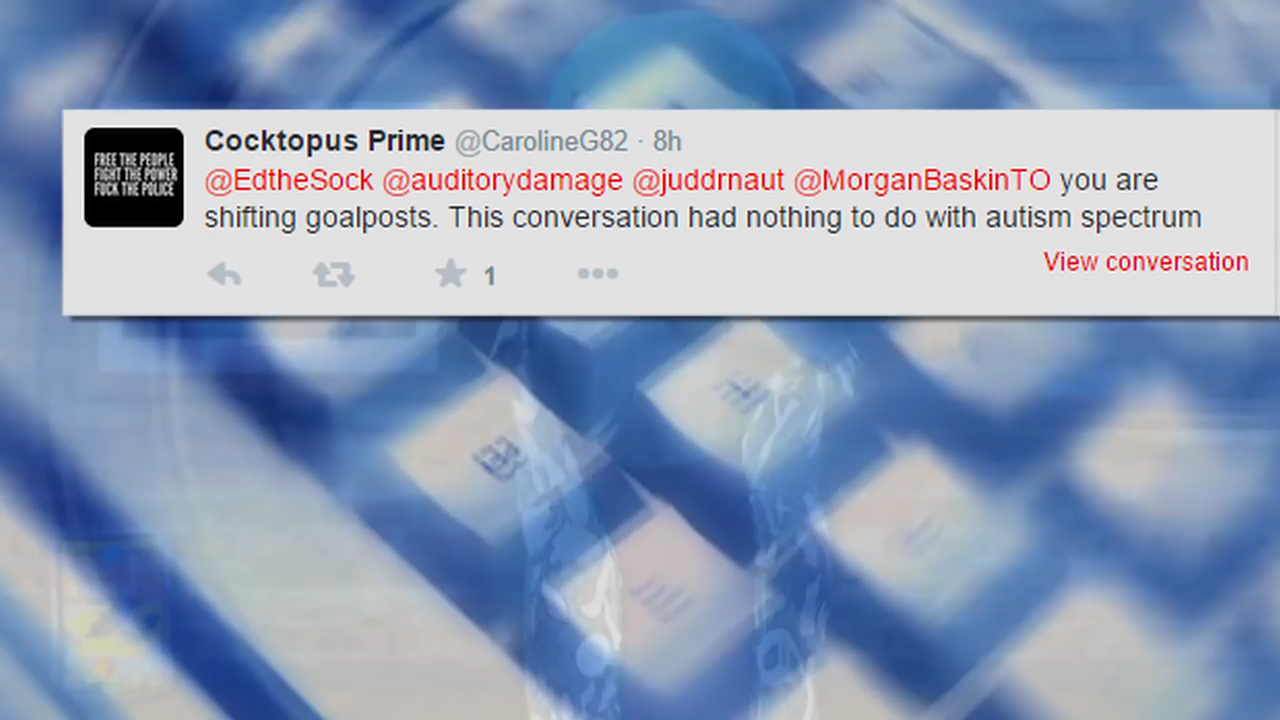 FREE THE PEOPLE
FIGHT THE POWER
FUCK THE POLICE
Cocktopus Prime @CarolineG82 · 8h
@EdtheSock @auditorydamage @juddrnaut @MorganBaskinTO you are
shifting goalposts. This conversation had nothing to do with autism spectrum
1
View conversation